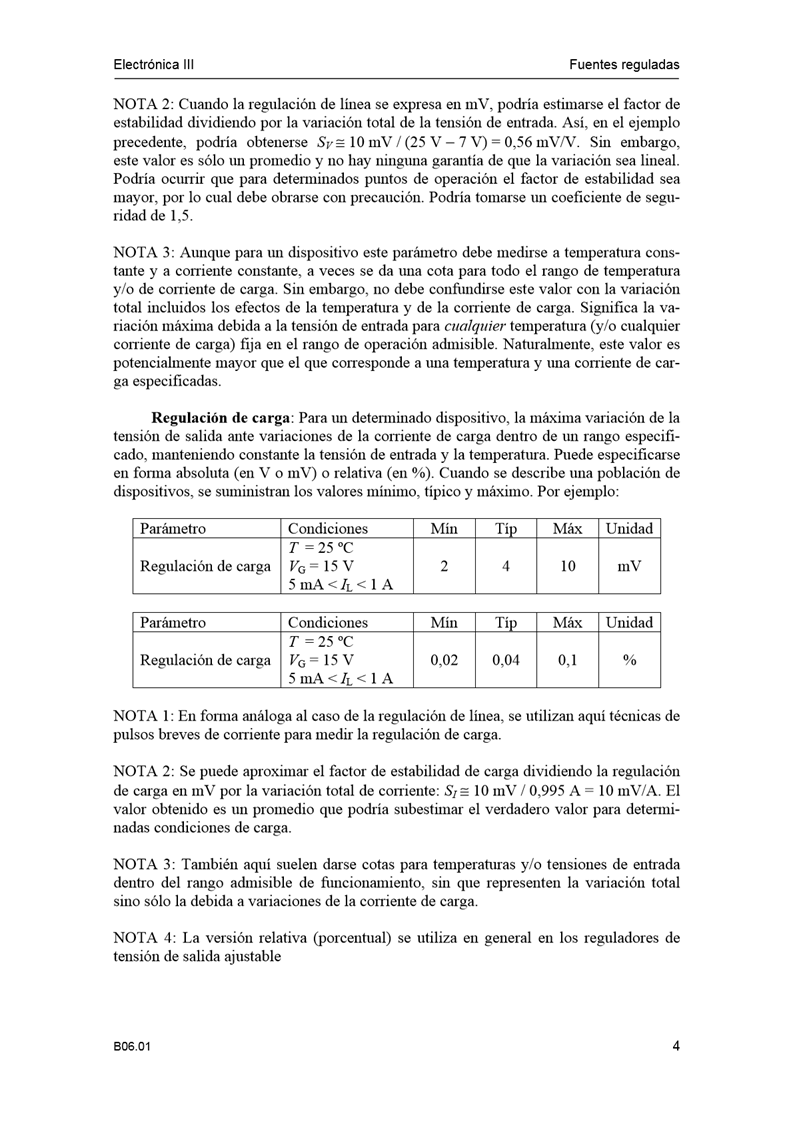 Electrónica III Fuentes reguladas
NOTA 2: Cuando la regulación de línea se expresa en mV, podría estimarse el factor de
estabilidad dividiendo por la variación total de la tensión de entrada. Así, en el ejemplo
precedente, podría obtenerse SV ≅ 10 mV / (25 V – 7 V) = 0,56 mV/V. Sin embargo,
este valor es sólo un promedio y no hay ninguna garantía de que la variación sea lineal.
Podría ocurrir que para determinados puntos de operación el factor de estabilidad sea
mayor, por lo cual debe obrarse con precaución. Podría tomarse un coeficiente de segu-
ridad de 1,5.
NOTA 3: Aunque para un dispositivo este parámetro debe medirse a temperatura cons-
tante y a corriente constante, a veces se da una cota para todo el rango de temperatura
y/o de corriente de carga. Sin embargo, no debe confundirse este valor con la variación
total incluidos los efectos de la temperatura y de la corriente de carga. Significa la va-
riación máxima debida a la tensión de entrada para cualquier temperatura (y/o cualquier
corriente de carga) fija en el rango de operación admisible. Naturalmente, este valor es
potencialmente mayor que el que corresponde a una temperatura y una corriente de car-
ga especificadas.
Regulación de carga: Para un determinado dispositivo, la máxima variación de la
tensión de salida ante variaciones de la corriente de carga dentro de un rango especifi-
cado, manteniendo constante la tensión de entrada y la temperatura. Puede especificarse
en forma absoluta (en V o mV) o relativa (en %). Cuando se describe una población de
dispositivos, se suministran los valores mínimo, típico y máximo. Por ejemplo:
Parámetro Condiciones Mín Típ Máx Unidad
T = 25 ºC
Regulación de carga VG = 15 V 2 4 10 mV
5 mA < IL < 1 A
Parámetro Condiciones Mín Típ Máx Unidad
T = 25 ºC
Regulación de carga VG = 15 V 0,02 0,04 0,1 %
5 mA < IL < 1 A
NOTA 1: En forma análoga al caso de la regulación de línea, se utilizan aquí técnicas de
pulsos breves de corriente para medir la regulación de carga.
NOTA 2: Se puede aproximar el factor de estabilidad de carga dividiendo la regulación
de carga en mV por la variación total de corriente: SI ≅ 10 mV / 0,995 A = 10 mV/A. El
valor obtenido es un promedio que podría subestimar el verdadero valor para determi-
nadas condiciones de carga.
NOTA 3: También aquí suelen darse cotas para temperaturas y/o tensiones de entrada
dentro del rango admisible de funcionamiento, sin que representen la variación total
sino sólo la debida a variaciones de la corriente de carga.
NOTA 4: La versión relativa (porcentual) se utiliza en general en los reguladores de
tensión de salida ajustable
B06.01 4